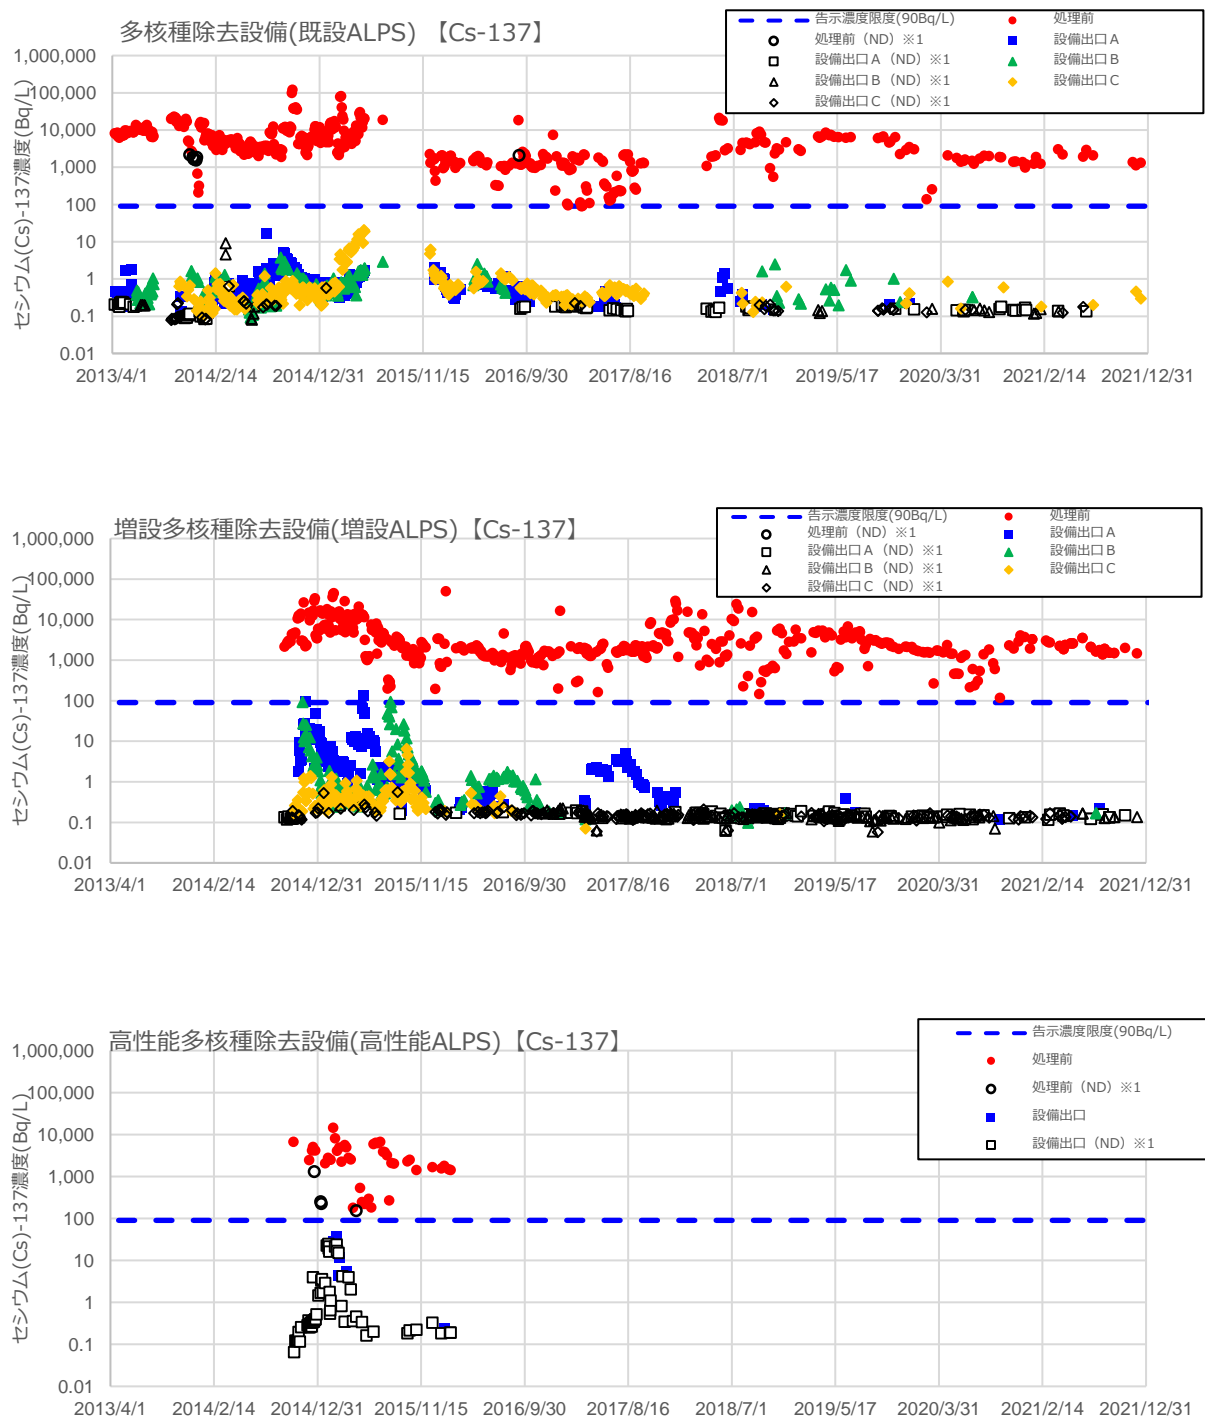 多核種除去設備(既設ALPS) 【Cs-137】
告示濃度限度(90Bq/L)
処理前
処理前（ND）※1
設備出口A
設備出口A（ND）※1
設備出口B
設備出口B（ND）※1
設備出口C
設備出口C（ND）※1
セシウム(Cs)-137濃度(Bq/L)
1,000,000
100,000
10,000
1,000
100
10
1
0.1
0.01
2013/4/1 2014/2/14 2014/12/31 2015/11/15 2016/9/30 2017/8/16 2018/7/1 2019/5/17 2020/3/31 2021/2/14 2021/12/31
増設多核種除去設備(増設ALPS)【Cs-137】
告示濃度限度(90Bq/L)
処理前
処理前（ND）※1
設備出口A
設備出口A（ND）※1
設備出口B
設備出口B（ND）※1
設備出口C
設備出口C（ND）※1
セシウム(Cs)-137濃度(Bq/L)
1,000,000
100,000
10,000
1,000
100
10
1
0.1
0.01
2013/4/1 2014/2/14 2014/12/31 2015/11/15 2016/9/30 2017/8/16 2018/7/1 2019/5/17 2020/3/31 2021/2/14 2021/12/31
高性能多核種除去設備(高性能ALPS)【Cs-137】
告示濃度限度(90Bq/L)
処理前
処理前（ND）※1
設備出口
設備出口（ND）※1
セシウム(Cs)-137濃度(Bq/L)
1,000,000
100,000
10,000
1,000
100
10
1
0.1
0.01
2013/4/1 2014/2/14 2014/12/31 2015/11/15 2016/9/30 2017/8/16 2018/7/1 2019/5/17 2020/3/31 2021/2/14 2021/12/31